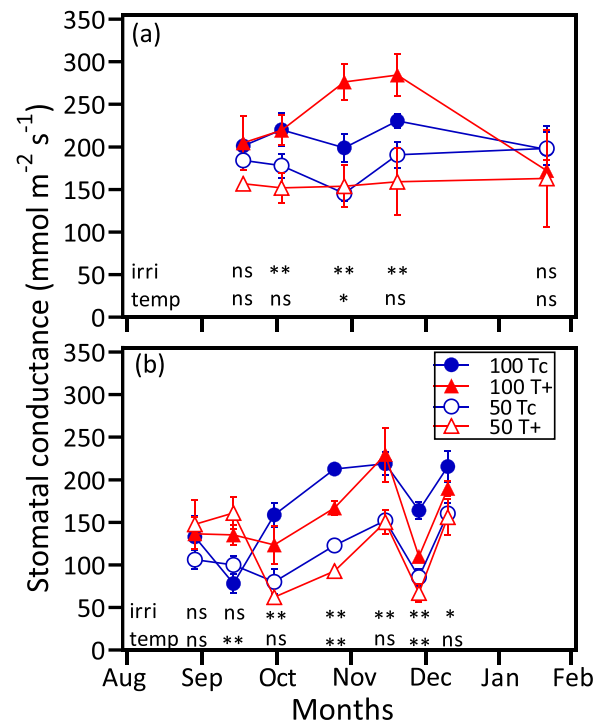 Stomatal conductance (mmol m⁻² s⁻¹)
350
(a)
300
250
200
150
100
50
irri ns ** ** ** ns
temp ns ns * ns ns
0
350
(b)
100 Tc
100 T+
50 Tc
50 T+
300
250
200
150
100
50
irri ns ns ** ** ** ** *
temp ns ** ns ** ns ** ns
0
Aug Sep Oct Nov Dec Jan Feb
Months